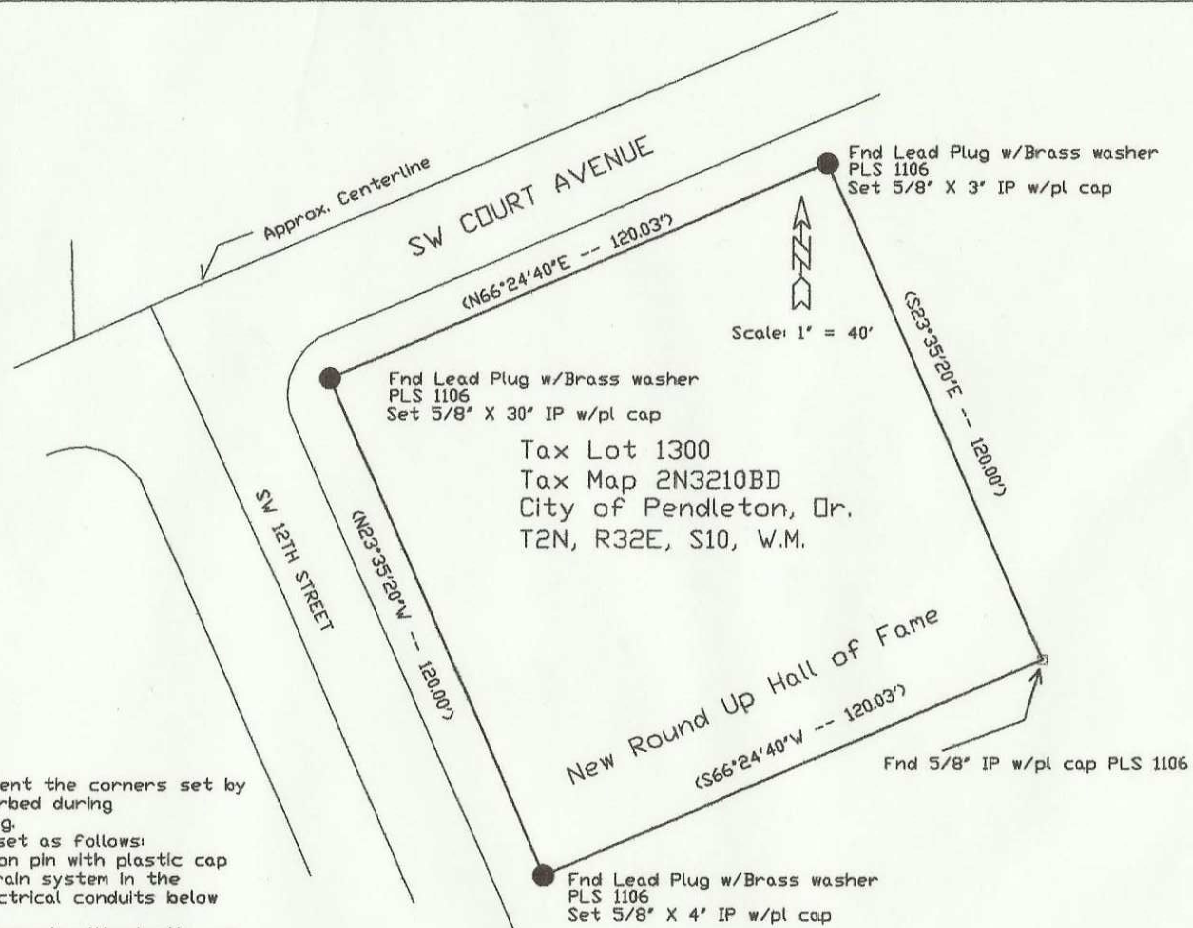 Approx. Centerline
SW COURT AVENUE
Fnd Lead Plug w/Brass washer
PLS 1106
Set 5/8" X 3" IP w/pl cap
(N66°24'40"E -- 120.03')
N
Scale: 1" = 40'
(S23°35'20"E -- 120.00')
Fnd Lead Plug w/Brass washer
PLS 1106
Set 5/8" X 30" IP w/pl cap
Tax Lot 1300
Tax Map 2N3210BD
City of Pendleton, Or.
T2N, R32E, S10, W.M.
SW 12TH STREET
(N23°35'20"W -- 120.00')
New Round Up Hall of Fame
(S66°24'40"W -- 120.03')
Fnd 5/8" IP w/pl cap PLS 1106
ent the corners set by
rbed during
g.
set as follows:
on pin with plastic cap
rain system in the
ctrical conduits below
Fnd Lead Plug w/Brass washer
PLS 1106
Set 5/8" X 4' IP w/pl cap